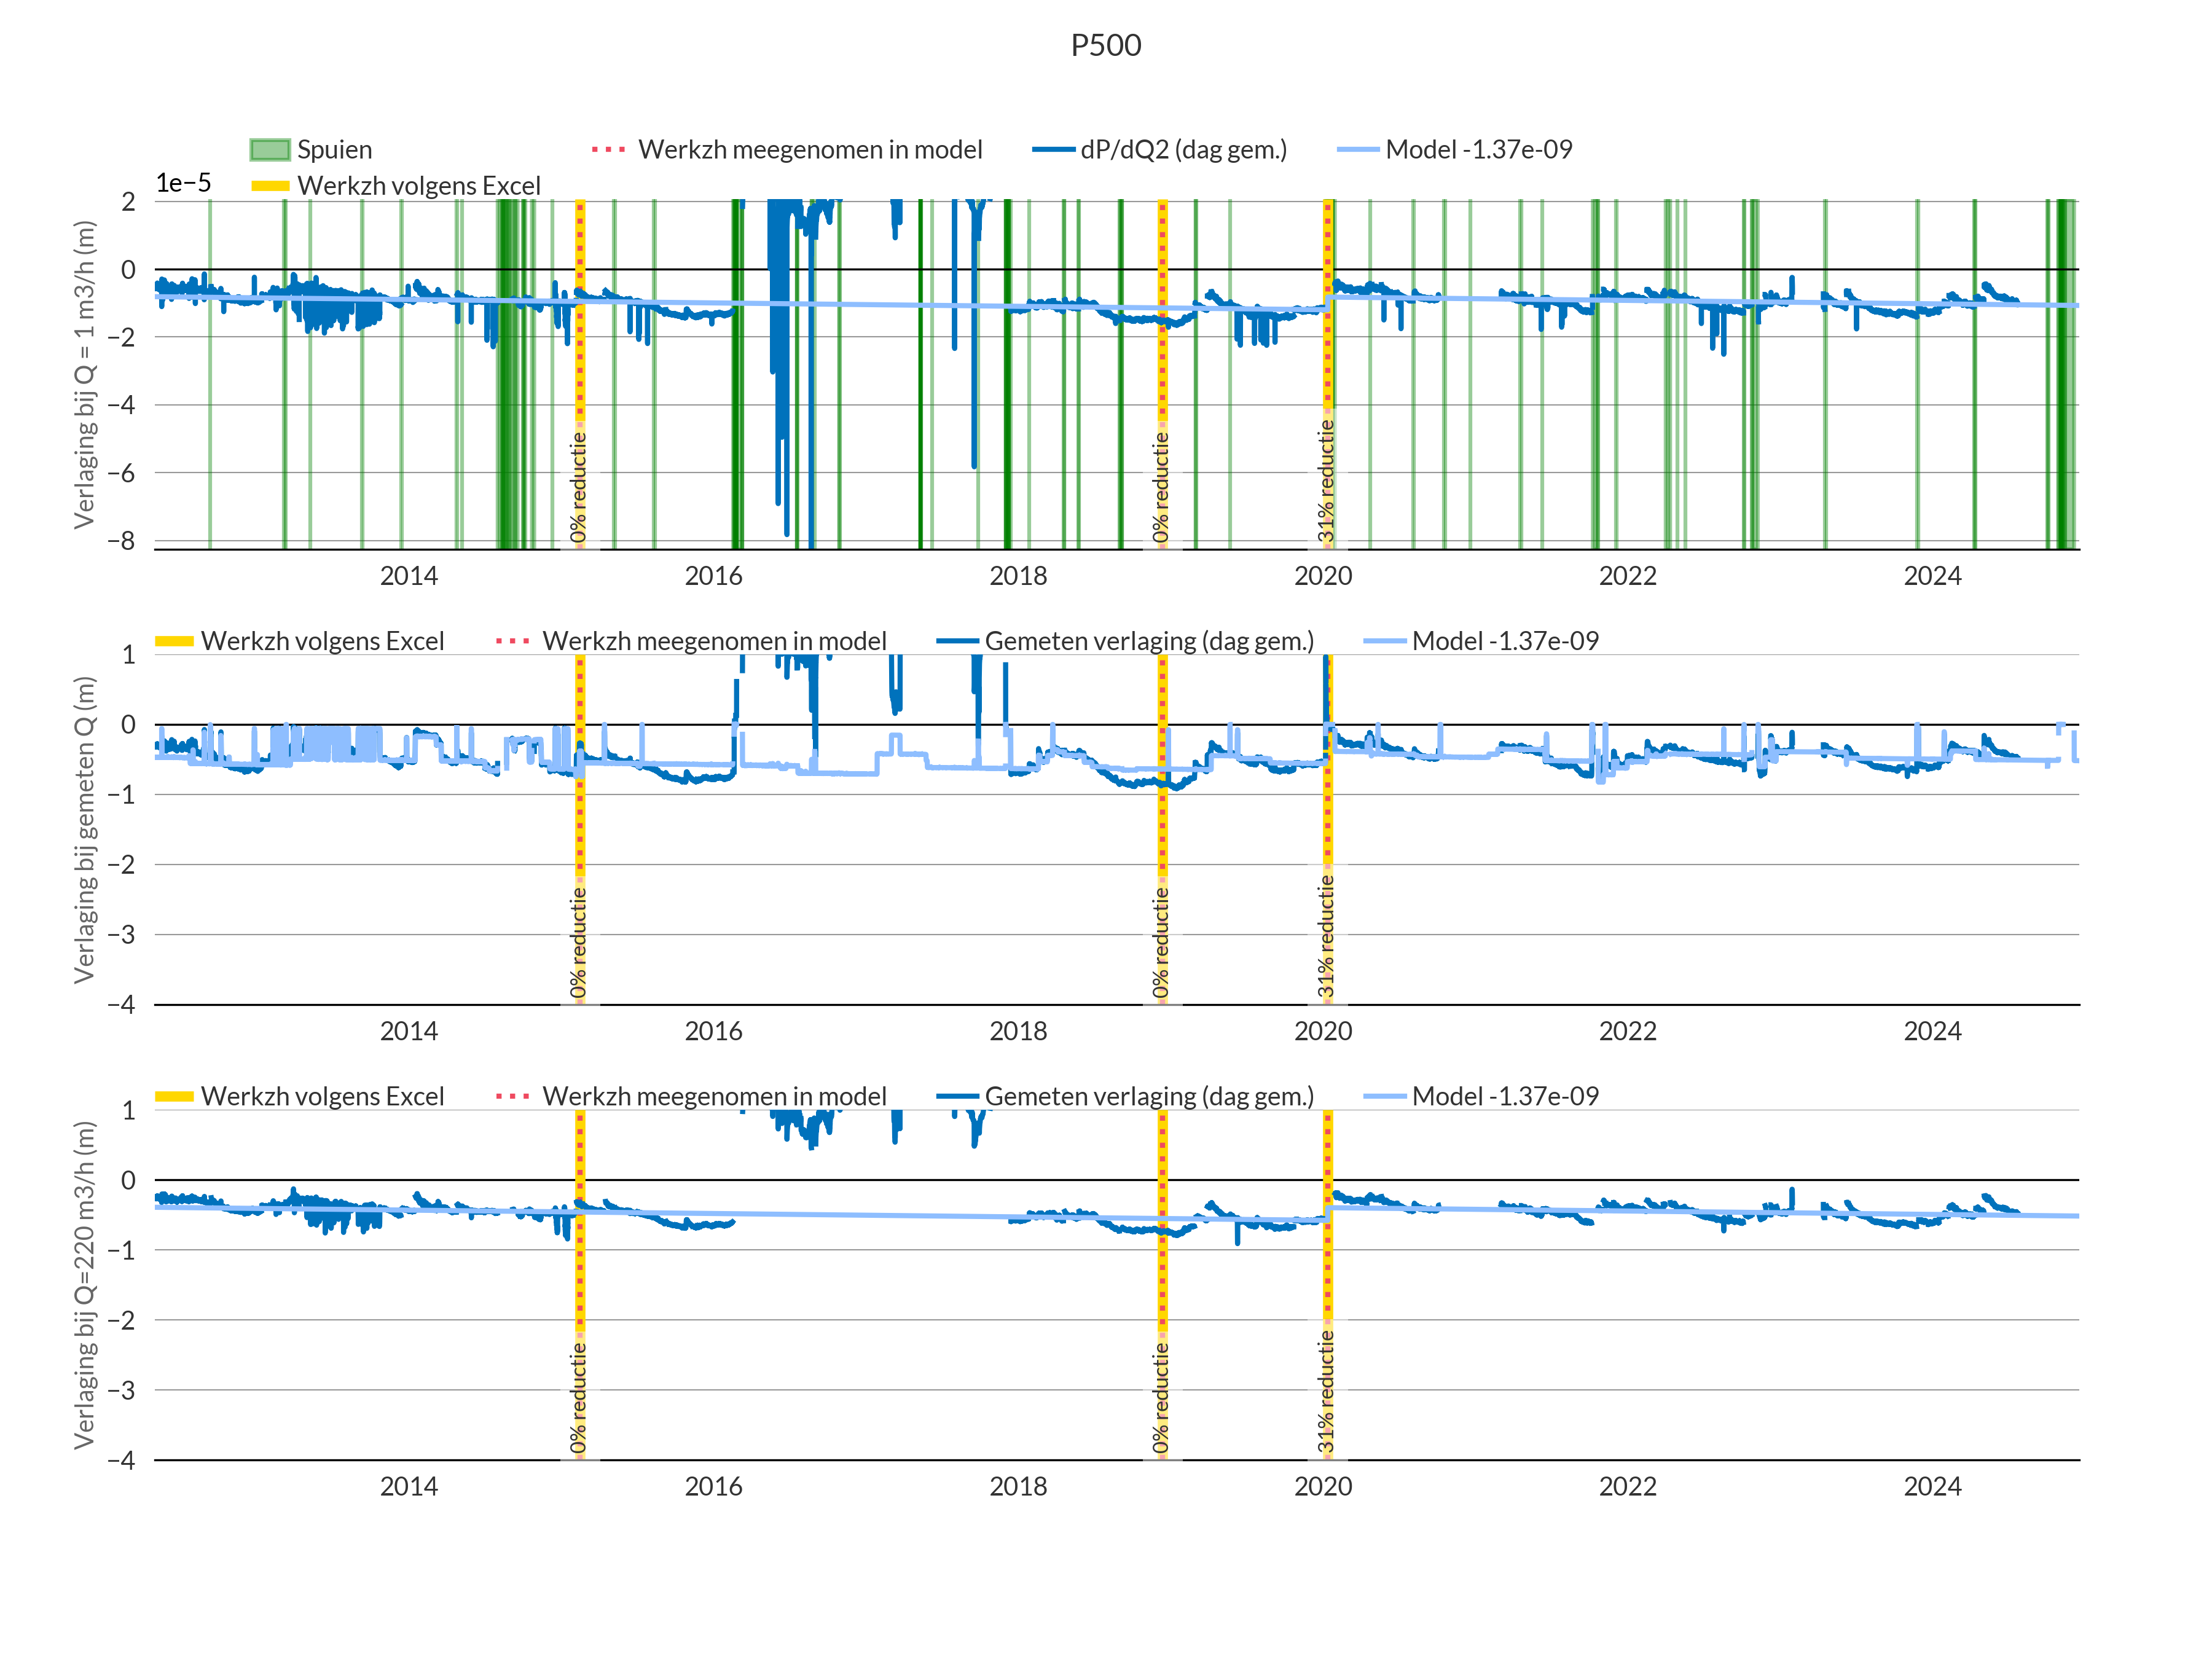 P500
Spuien
Werkzh meegenomen in model
dP/dQ2 (dag gem.)
Model -1.37e-09
Werkzh volgens Excel
1e−5
Verlaging bij Q = 1 m3/h (m)
2
0
−2
−4
−6
−8
0% reductie
0% reductie
31% reductie
2014 2016 2018 2020 2022 2024
Werkzh volgens Excel
Werkzh meegenomen in model
Gemeten verlaging (dag gem.)
Model -1.37e-09
Verlaging bij gemeten Q (m)
1
0
−1
−2
−3
−4
0% reductie
0% reductie
31% reductie
2014 2016 2018 2020 2022 2024
Werkzh volgens Excel
Werkzh meegenomen in model
Gemeten verlaging (dag gem.)
Model -1.37e-09
Verlaging bij Q=220 m3/h (m)
1
0
−1
−2
−3
−4
0% reductie
0% reductie
31% reductie
2014 2016 2018 2020 2022 2024